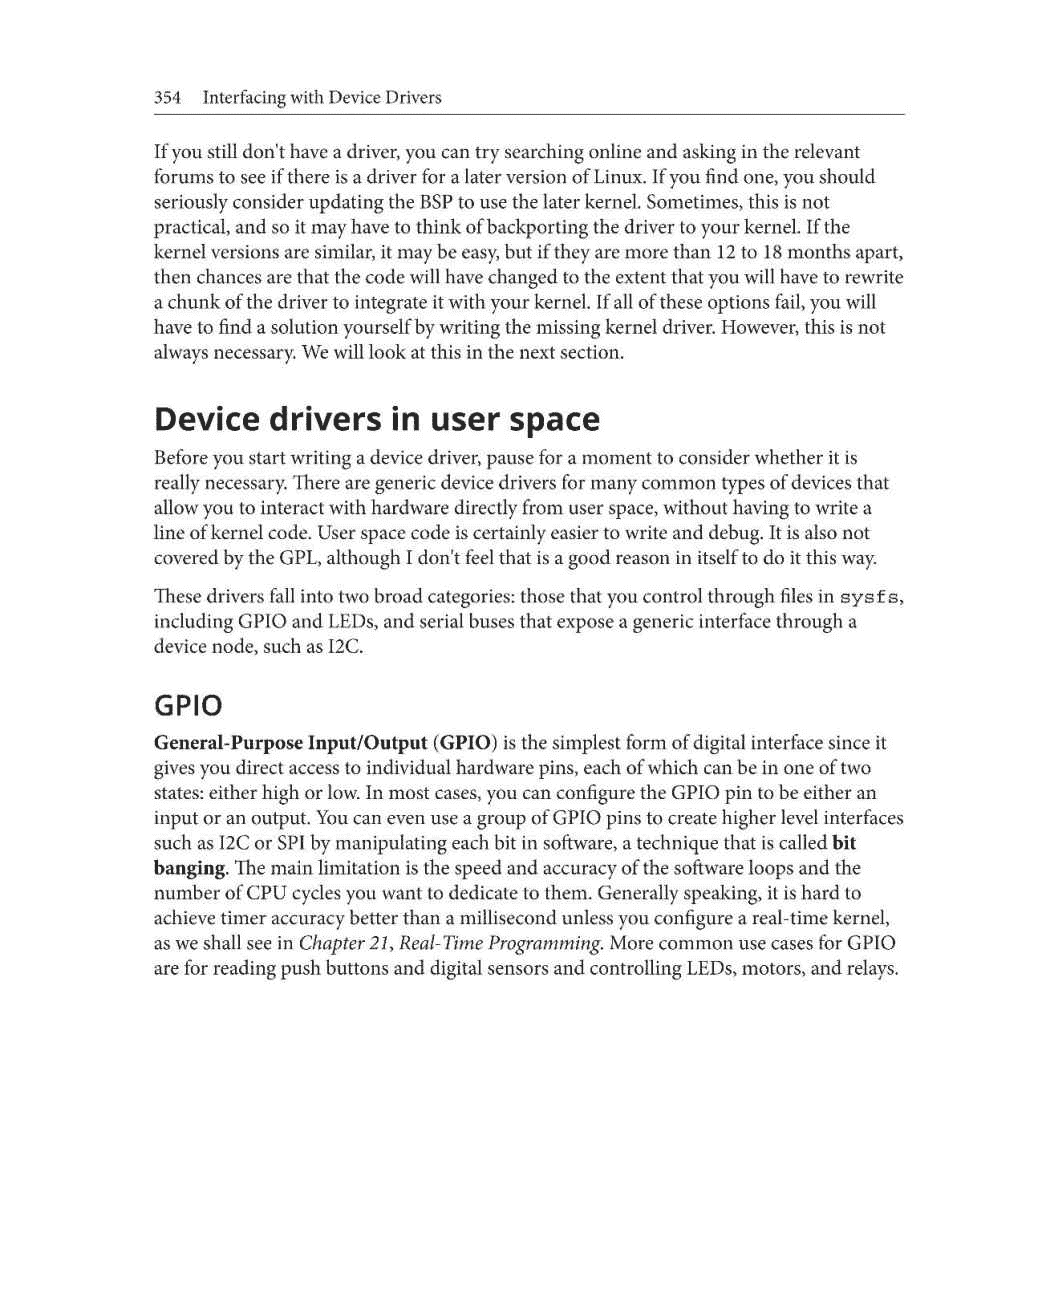 354 Interfacing with Device Drivers
If you still don't have a driver, you can try searching online and asking in the relevant
forums to see if there is a driver for a later version of Linux. If you find one, you should
seriously consider updating the BSP to use the later kernel. Sometimes, this is not
practical, and so it may have to think of backporting the driver to your kernel. If the
kernel versions are similar, it may be easy, but if they are more than 12 to 18 months apart,
then chances are that the code will have changed to the extent that you will have to rewrite
a chunk of the driver to integrate it with your kernel. If all of these options fail, you will
have to find a solution yourself by writing the missing kernel driver. However, this is not
always necessary. We will look at this in the next section.
Device drivers in user space
Before you start writing a device driver, pause for a moment to consider whether it is
really necessary. There are generic device drivers for many common types of devices that
allow you to interact with hardware directly from user space, without having to write a
line of kernel code. User space code is certainly easier to write and debug. It is also not
covered by the GPL, although I don't feel that is a good reason in itself to do it this way.
These drivers fall into two broad categories: those that you control through files in sysfs,
including GPIO and LEDs, and serial buses that expose a generic interface through a
device node, such as I2C.
GPIO
General-Purpose Input/Output (GPIO) is the simplest form of digital interface since it
gives you direct access to individual hardware pins, each of which can be in one of two
states: either high or low. In most cases, you can configure the GPIO pin to be either an
input or an output. You can even use a group of GPIO pins to create higher level interfaces
such as I2C or SPI by manipulating each bit in software, a technique that is called bit
banging. The main limitation is the speed and accuracy of the software loops and the
number of CPU cycles you want to dedicate to them. Generally speaking, it is hard to
achieve timer accuracy better than a millisecond unless you configure a real-time kernel,
as we shall see in Chapter 21, Real-Time Programming. More common use cases for GPIO
are for reading push buttons and digital sensors and controlling LEDs, motors, and relays.